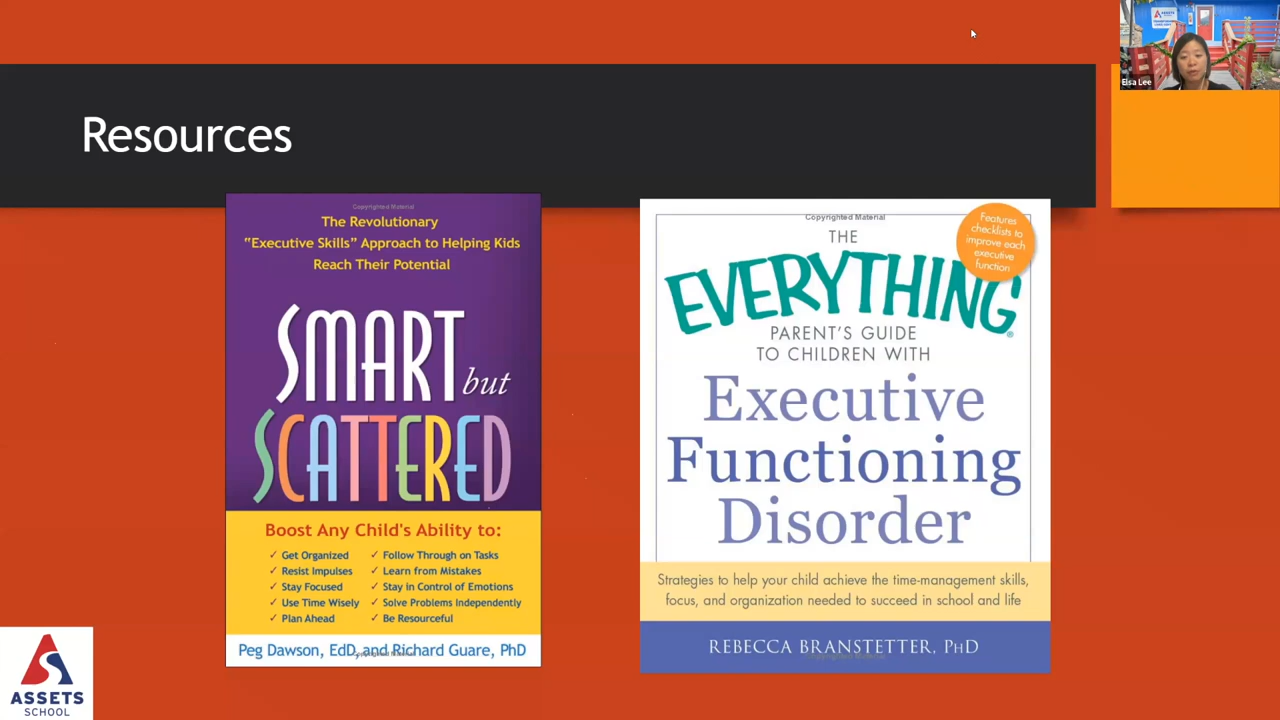 Elsa Lee
Resources
Copyrighted Material
The Revolutionary
"Executive Skills" Approach to Helping Kids
Reach Their Potential
SMART but
SCATTERED
Boost Any Child's Ability to:
✓ Get Organized
✓ Resist Impulses
✓ Stay Focused
✓ Use Time Wisely
✓ Plan Ahead
✓ Follow Through on Tasks
✓ Learn from Mistakes
✓ Stay in Control of Emotions
✓ Solve Problems Independently
✓ Be Resourceful
Peg Dawson, EdD, and Richard Guare, PhD
Copyrighted Material
Features
checklists to
improve each
executive
function
THE
EVERYTHING®
PARENT'S GUIDE
TO CHILDREN WITH
Executive
Functioning
Disorder
Strategies to help your child achieve the time-management skills,
focus, and organization needed to succeed in school and life
REBECCA BRANSTETTER, PHD
ASSETS
SCHOOL